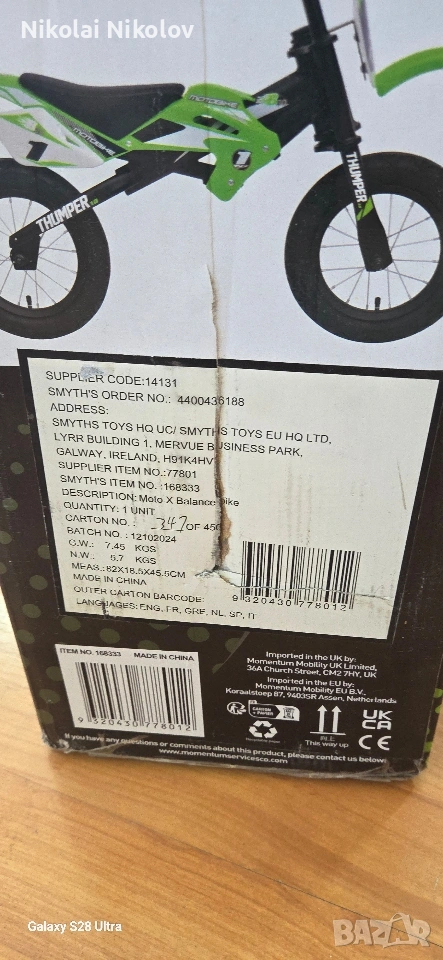 Nikolai Nikolov
MOTOBIKE
1
MOTOBIKE
1
THUMPER
THUMPER
SUPPLIER CODE:14131
SMYTH'S ORDER NO.: 4400436188
ADDRESS:
SMYTHS TOYS HQ UC/ SMYTHS TOYS EU HQ LTD,
LYRR BUILDING 1, MERVUE BUSINESS PARK,
GALWAY, IRELAND, H91K4HV
SUPPLIER ITEM NO.:77801
SMYTH'S ITEM NO.:168333
DESCRIPTION: Moto X Balance Bike
QUANTITY: 1 UNIT
CARTON NO.: 347 OF 450
BATCH NO.: 12102024
G.W.: 7.45 KGS
N.W.: 5.7 KGS
MEAS.:82X18.5X45.5CM
MADE IN CHINA
OUTER CARTON BARCODE:
LANGUAGES: ENG, FR, GRE, NL, SP, IT
9 320430 778012
ITEM NO. 168333 MADE IN CHINA
9 320430 778012
Imported in the UK by:
Momentum Mobility UK Limited,
36A Church Street, CM2 7HY, UK
Imported in the EU by:
Momentum Mobility EU B.V.
Koraalstoep 87, 9403SR Assen, Netherlands
This way up
UK
CA
CE
If you have any questions or comments about this product, please contact us below
www.momentumservicesco.com
Galaxy S28 Ultra
BAZAR